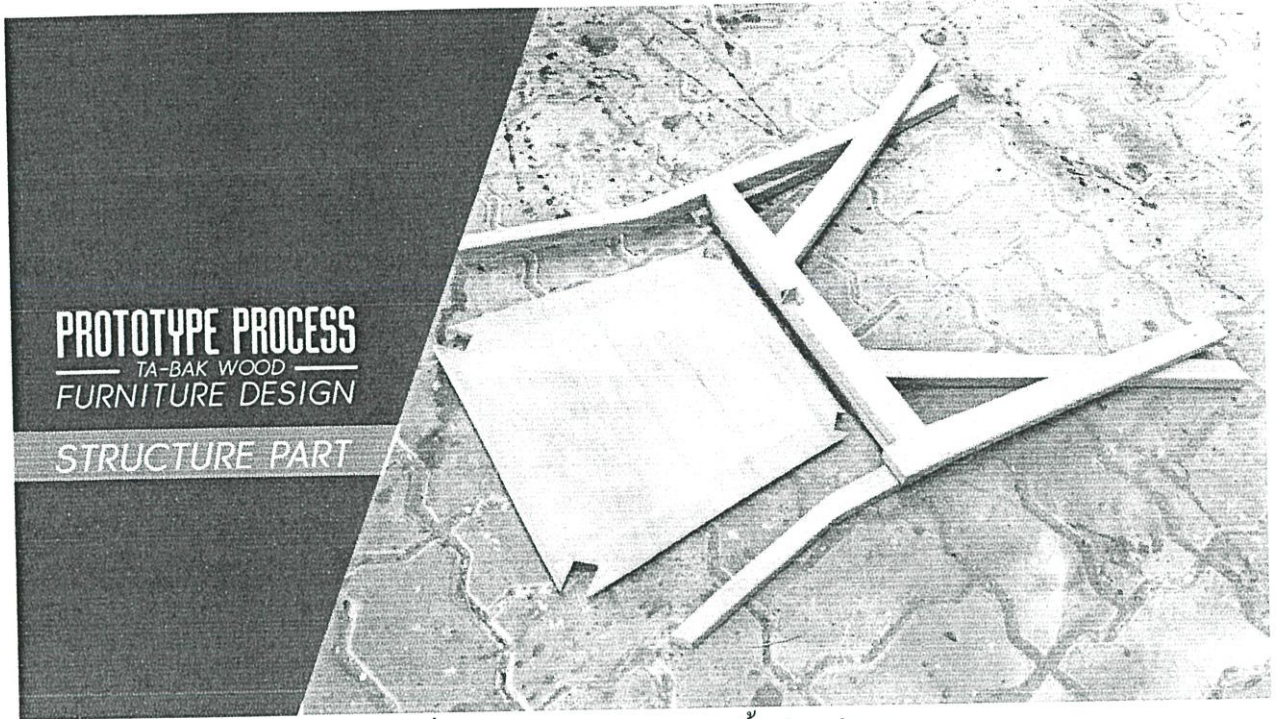 PROTOTYPE PROCESS
TA-BAK WOOD
FURNITURE DESIGN
STRUCTURE PART